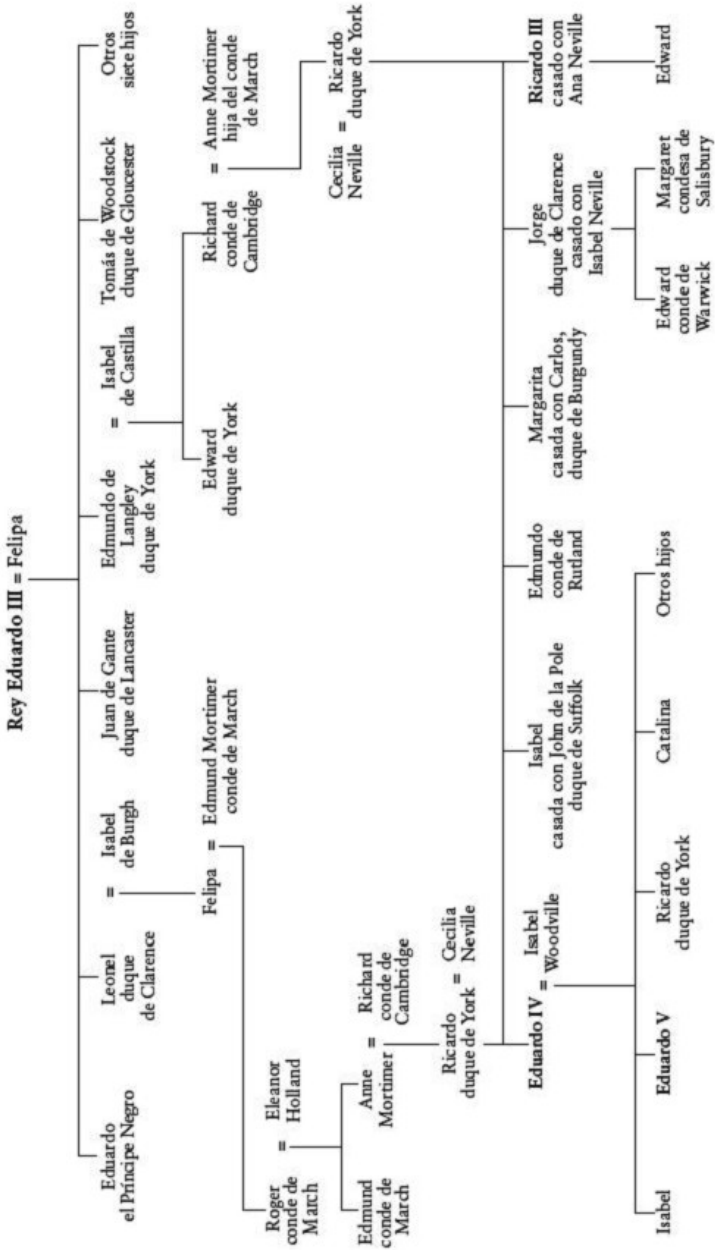 Rey Eduardo III = Felipa
Eduardo
el Príncipe Negro
Leonel
duque
de Clarence
=
Isabel
de Burgh
Juan de Gante
duque de Lancaster
Edmundo de
Langley
duque de York
=
Isabel
de Castilla
Tomás de Woodstock
duque de Gloucester
Otros
siete hijos
Felipa
=
Edmund Mortimer
conde de March
Edward
duque de York
Richard
conde de
Cambridge
=
Anne Mortimer
hija del conde
de March
Roger
conde de
March
=
Eleanor
Holland
Cecilia
Neville
=
Ricardo
duque de York
Edmund
conde de
March
Anne
Mortimer
=
Richard
conde de
Cambridge
Ricardo
duque de York
=
Cecilia
Neville
Eduardo IV
=
Isabel
Woodville
Isabel
casada con John de la Pole
duque de Suffolk
Edmundo
conde de
Rutland
Margarita
casada con Carlos,
duque de Burgundy
Jorge
duque de Clarence
casado con
Isabel Neville
Ricardo III
casado con
Ana Neville
Isabel
Eduardo V
Ricardo
duque de York
Catalina
Otros hijos
Edward
conde de
Warwick
Margaret
condesa de
Salisbury
Edward